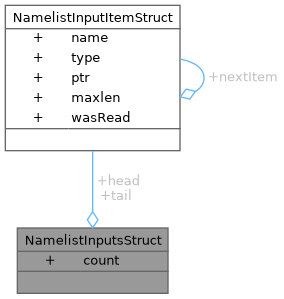 NamelistInputItemStruct
+ name
+ type
+ ptr
+ maxlen
+ wasRead
+nextItem
+head
+tail
NamelistInputsStruct
+ count